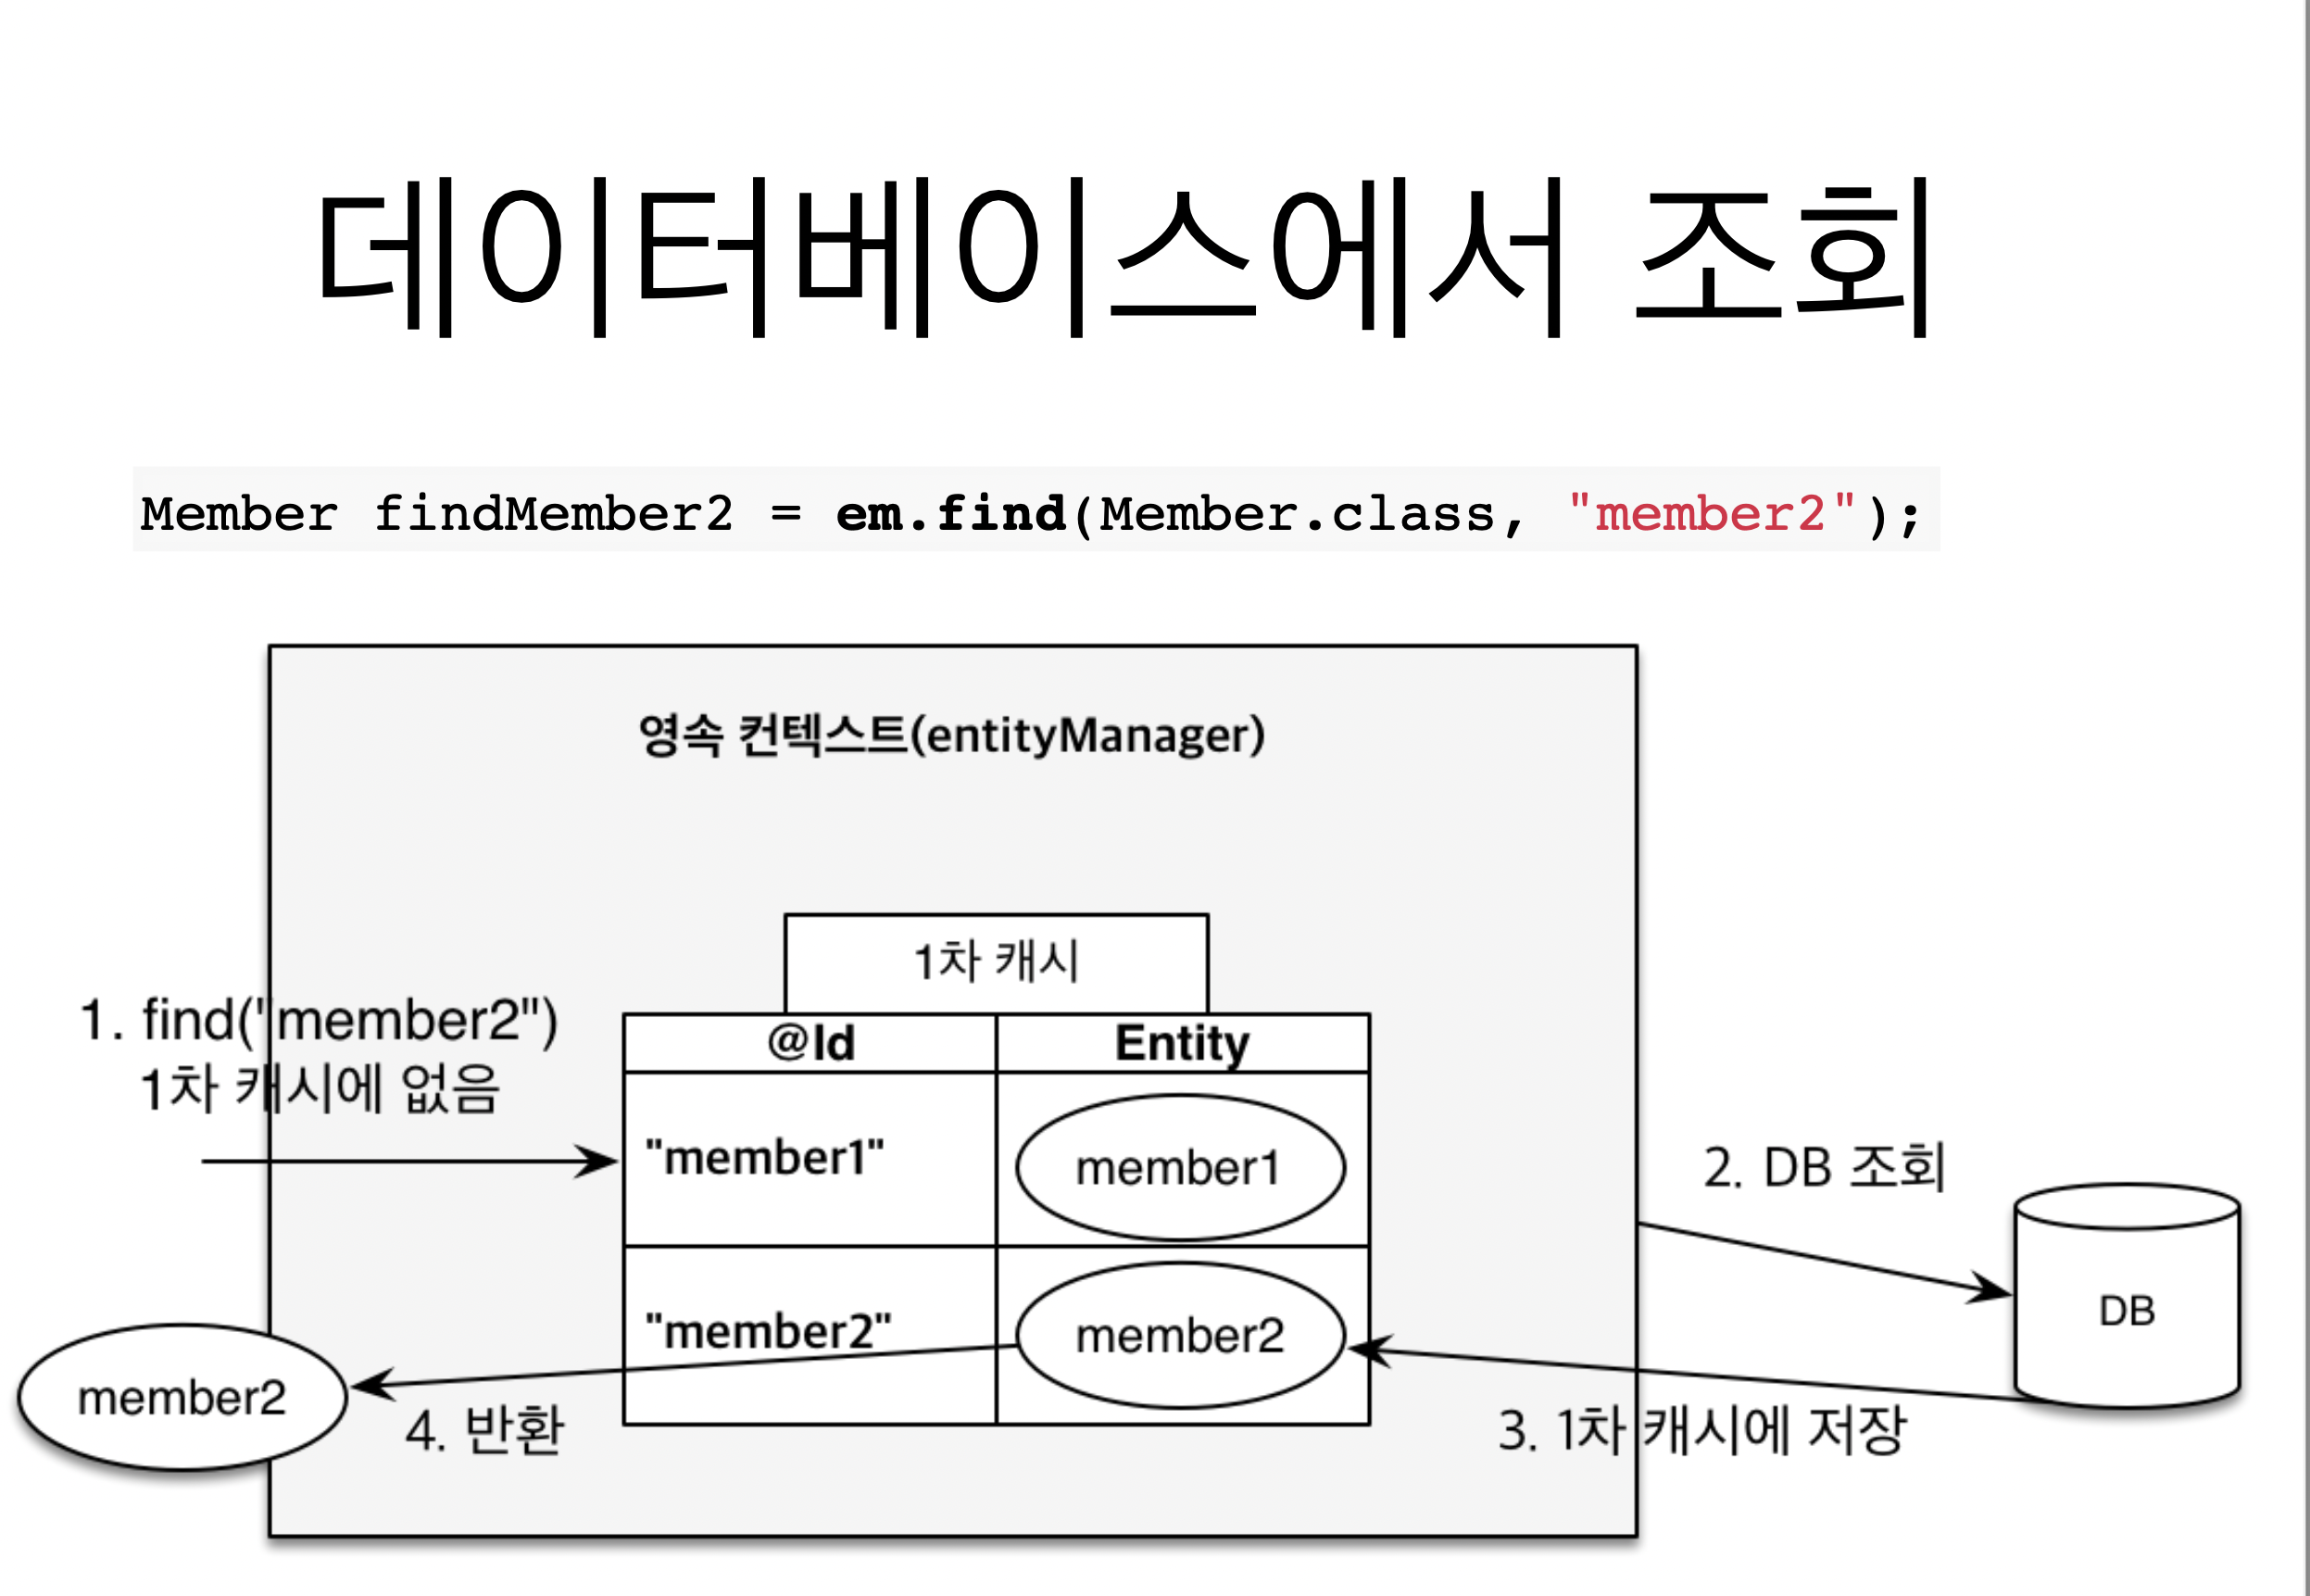 데이터베이스에서 조회
Member findMember2 = em.find(Member.class, "member2");
영속 컨텍스트(entityManager)
1차 캐시
1. find("member2")
1차 캐시에 없음
@Id
Entity
"member1"
member1
2. DB 조회
"member2"
member2
DB
member2
4. 반환
3. 1차 캐시에 저장